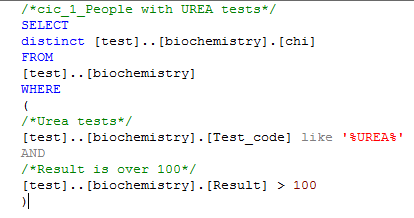 /*cic_1_People with UREA tests*/
SELECT
distinct [test]..[biochemistry].[chi]
FROM
[test]..[biochemistry]
WHERE
(
/*Urea tests*/
[test]..[biochemistry].[Test_code] like '%UREA%'
AND
/*Result is over 100*/
[test]..[biochemistry].[Result] > 100
)